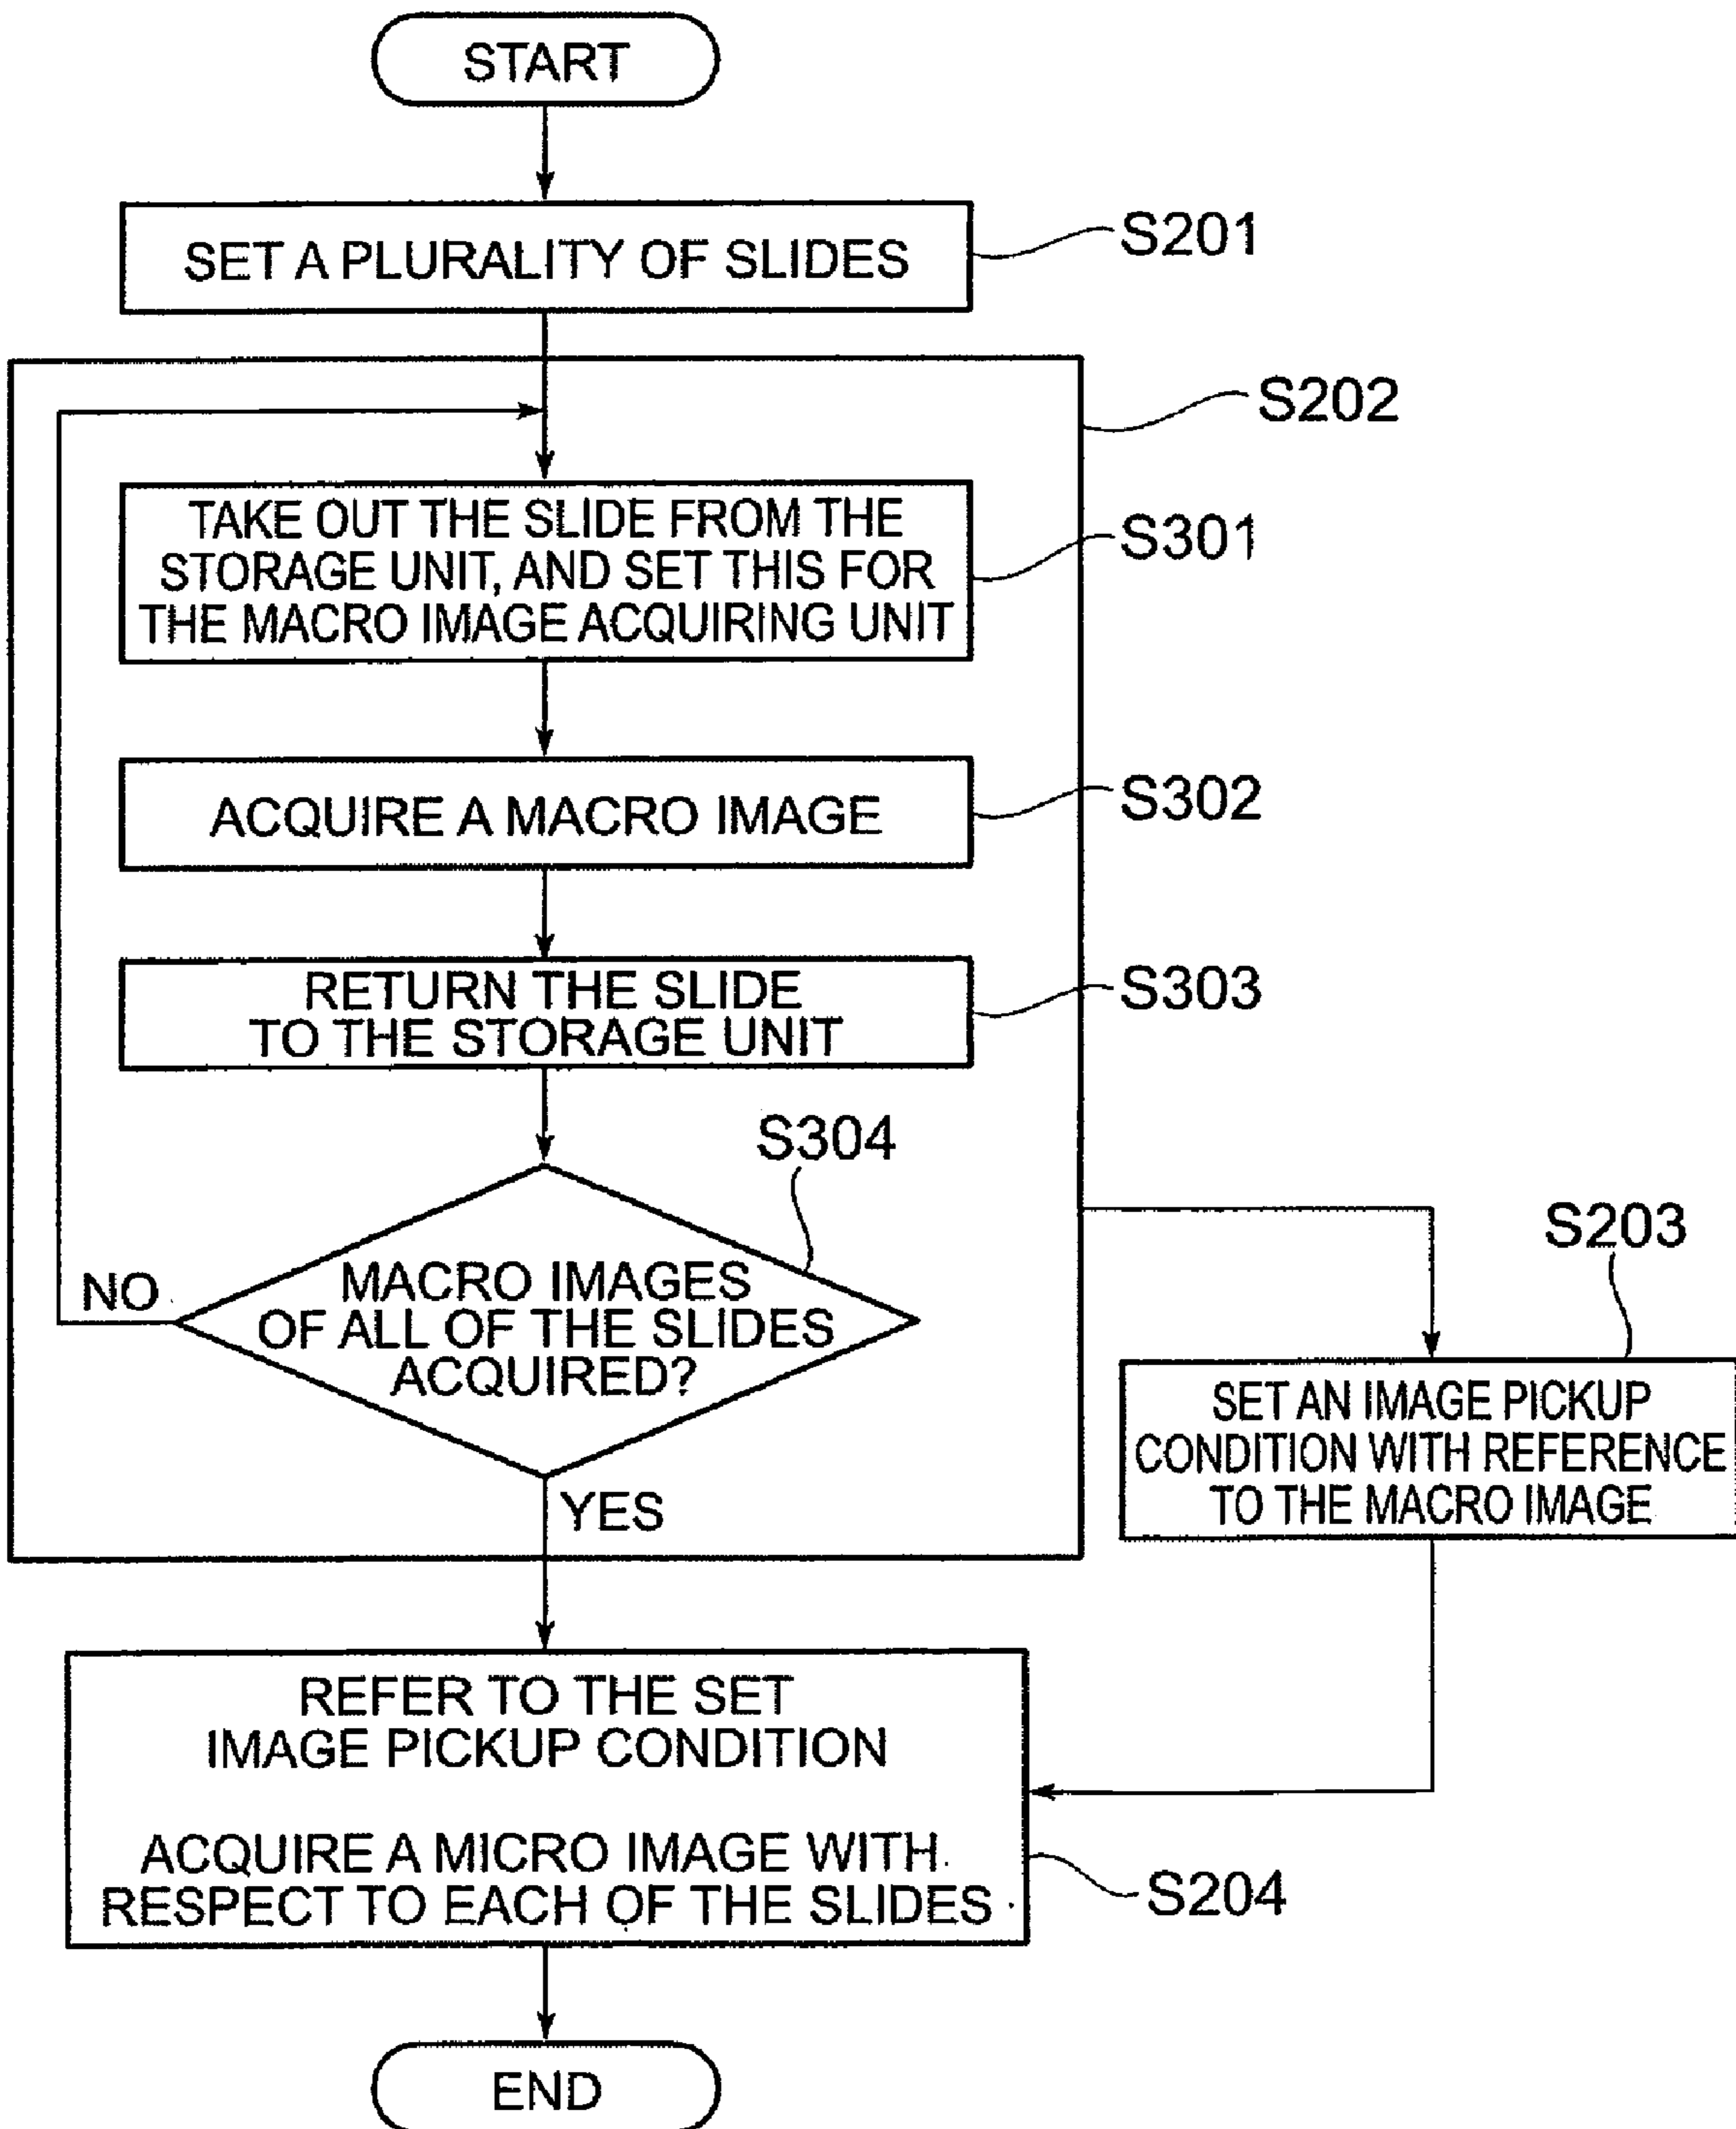 START
SET A PLURALITY OF SLIDES
S201
S202
TAKE OUT THE SLIDE FROM THE
STORAGE UNIT, AND SET THIS FOR
THE MACRO IMAGE ACQUIRING UNIT
S301
ACQUIRE A MACRO IMAGE
S302
RETURN THE SLIDE
TO THE STORAGE UNIT
S303
S304
MACRO IMAGES
OF ALL OF THE SLIDES
ACQUIRED?
NO
YES
S203
SET AN IMAGE PICKUP
CONDITION WITH REFERENCE
TO THE MACRO IMAGE
REFER TO THE SET
IMAGE PICKUP CONDITION
ACQUIRE A MICRO IMAGE WITH
RESPECT TO EACH OF THE SLIDES
S204
END